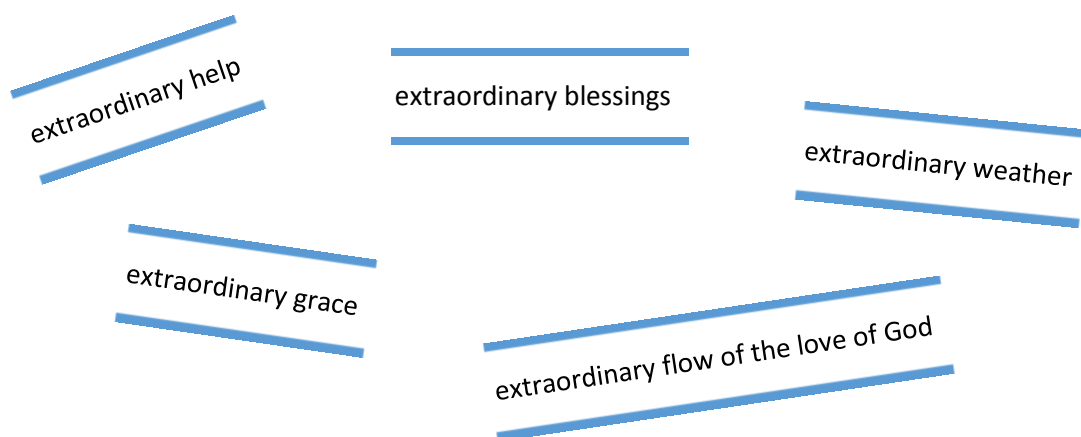 extraordinary help
extraordinary blessings
extraordinary weather
extraordinary grace
extraordinary flow of the love of God